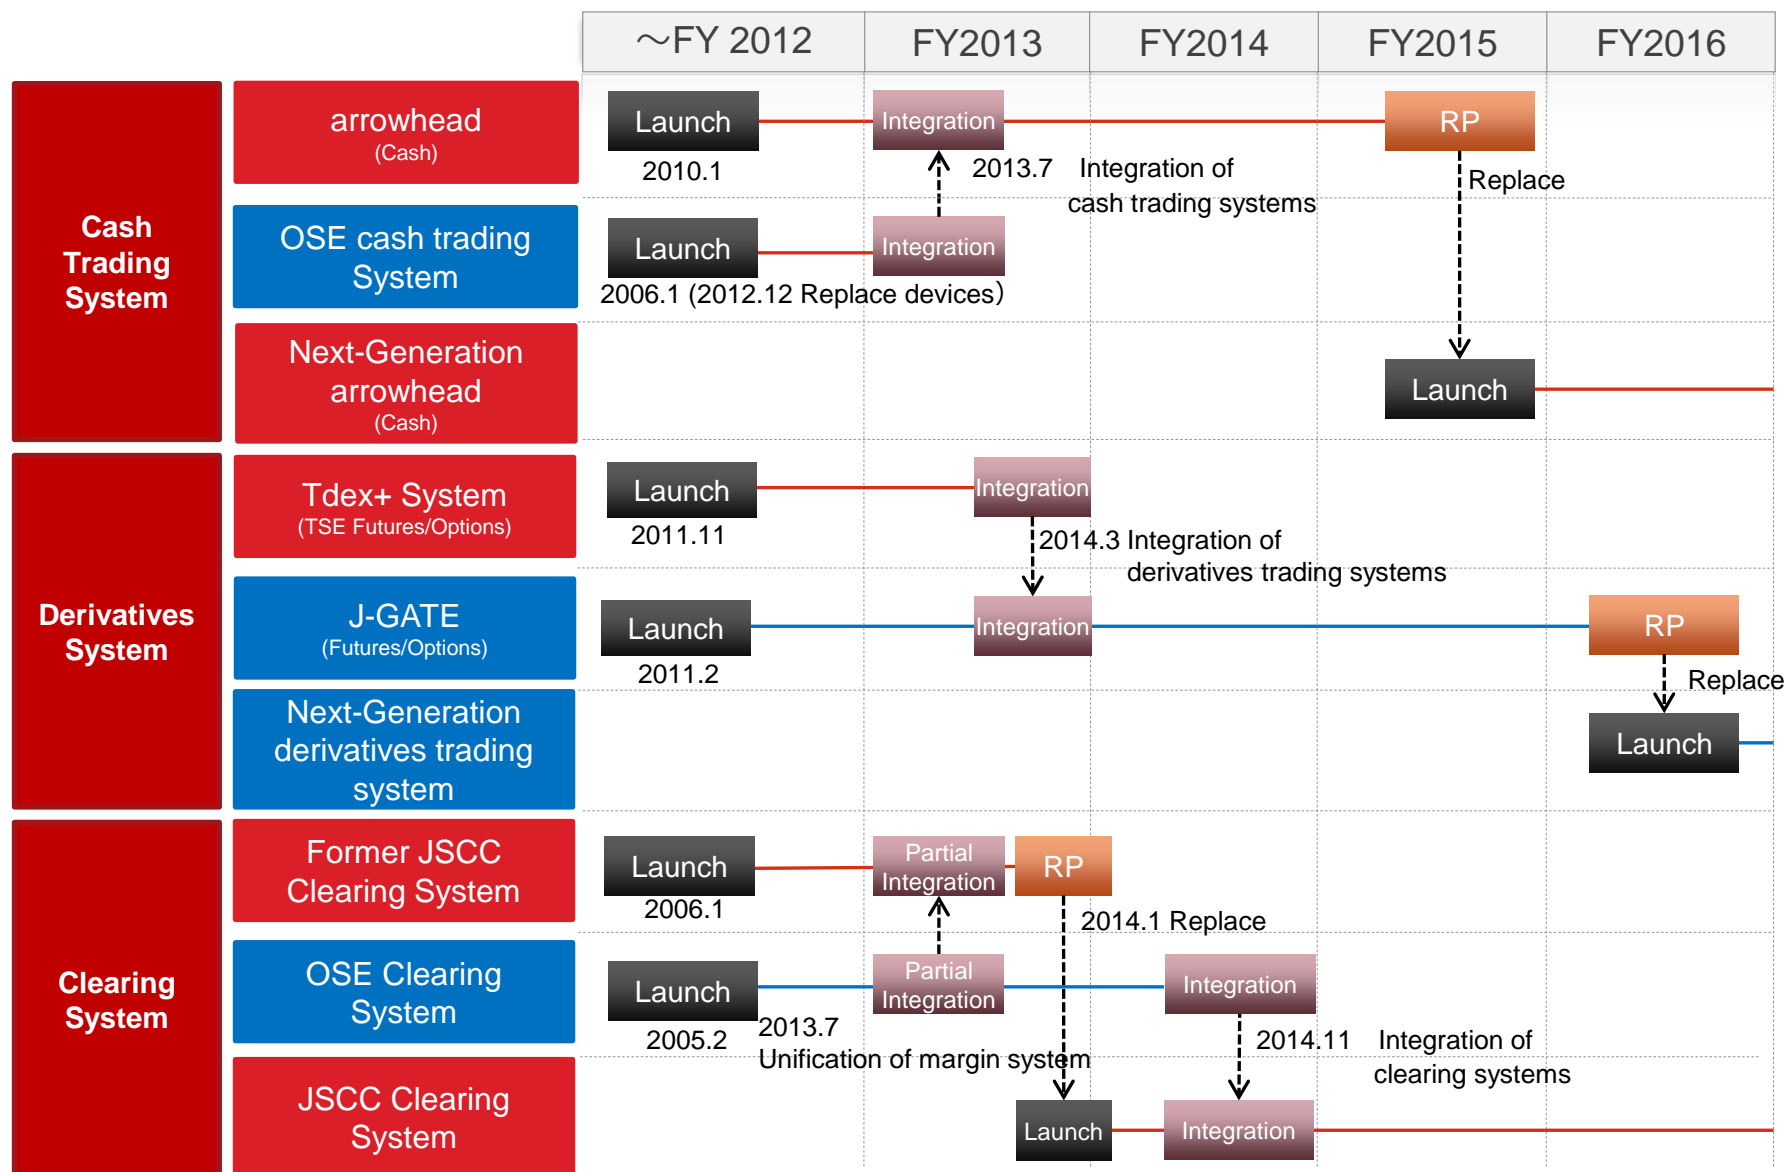 ～FY 2012
FY2013
FY2014
FY2015
FY2016
Cash
Trading
System
arrowhead
(Cash)
Launch
2010.1
Integration
2013.7 Integration of
cash trading systems
RP
Replace
OSE cash trading
System
Launch
2006.1 (2012.12 Replace devices）
Integration
Next-Generation
arrowhead
(Cash)
Launch
Derivatives
System
Tdex+ System
(TSE Futures/Options)
Launch
2011.11
Integration
2014.3 Integration of
derivatives trading systems
J-GATE
(Futures/Options)
Launch
2011.2
Integration
RP
Replace
Next-Generation
derivatives trading
system
Launch
Clearing
System
Former JSCC
Clearing System
Launch
2006.1
Partial
Integration
RP
2014.1 Replace
OSE Clearing
System
Launch
2005.2
Partial
Integration
2013.7
Unification of margin system
Integration
2014.11 Integration of
clearing systems
JSCC Clearing
System
Launch
Integration